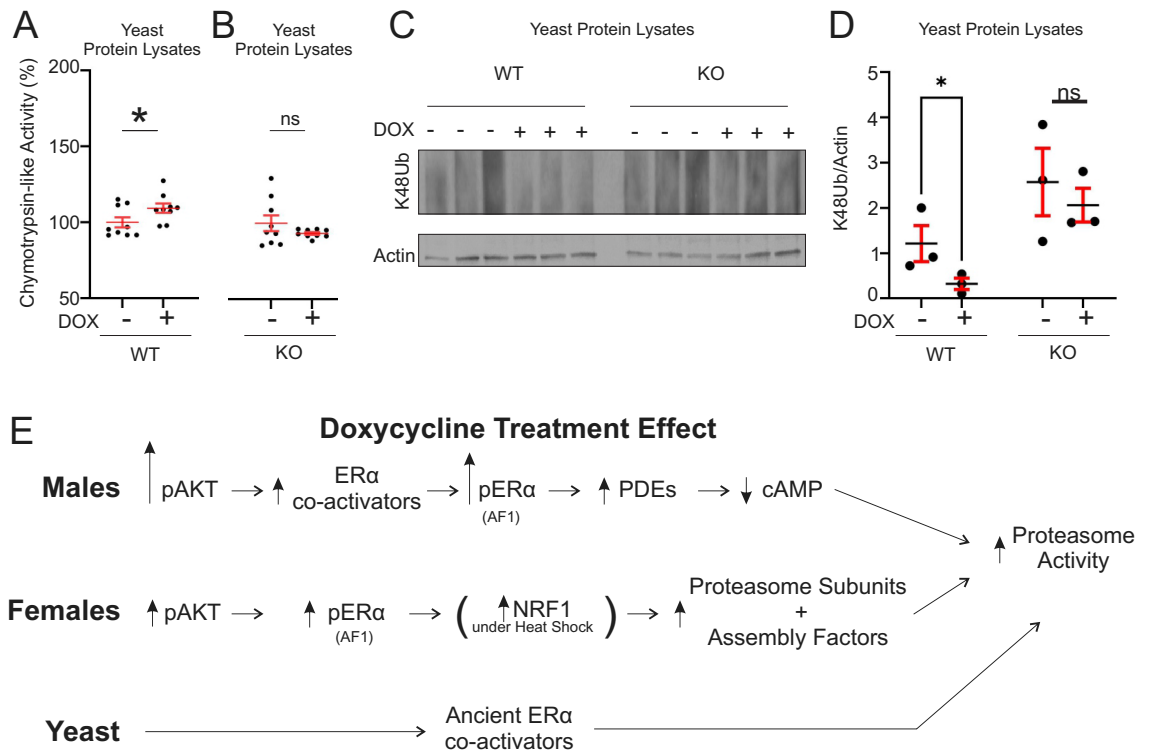 A
Yeast
Protein Lysates
Chymotrypsin-like Activity (%)
200
150
100
50
*
DOX
- +
WT
B
Yeast
Protein Lysates
ns
- +
KO
C
Yeast Protein Lysates
WT KO
DOX - - - + + + - - - + + +
K48Ub
Actin
D
Yeast Protein Lysates
K48Ub/Actin
5
4
3
2
1
0
* ns
DOX - + - +
WT KO
E
Doxycycline Treatment Effect
Males pAKT ERα co-activators pERα (AF1) PDEs cAMP
Proteasome
Activity
Females pAKT pERα (AF1) ( NRF1 under Heat Shock ) Proteasome Subunits
+
Assembly Factors
Yeast Ancient ERα
co-activators